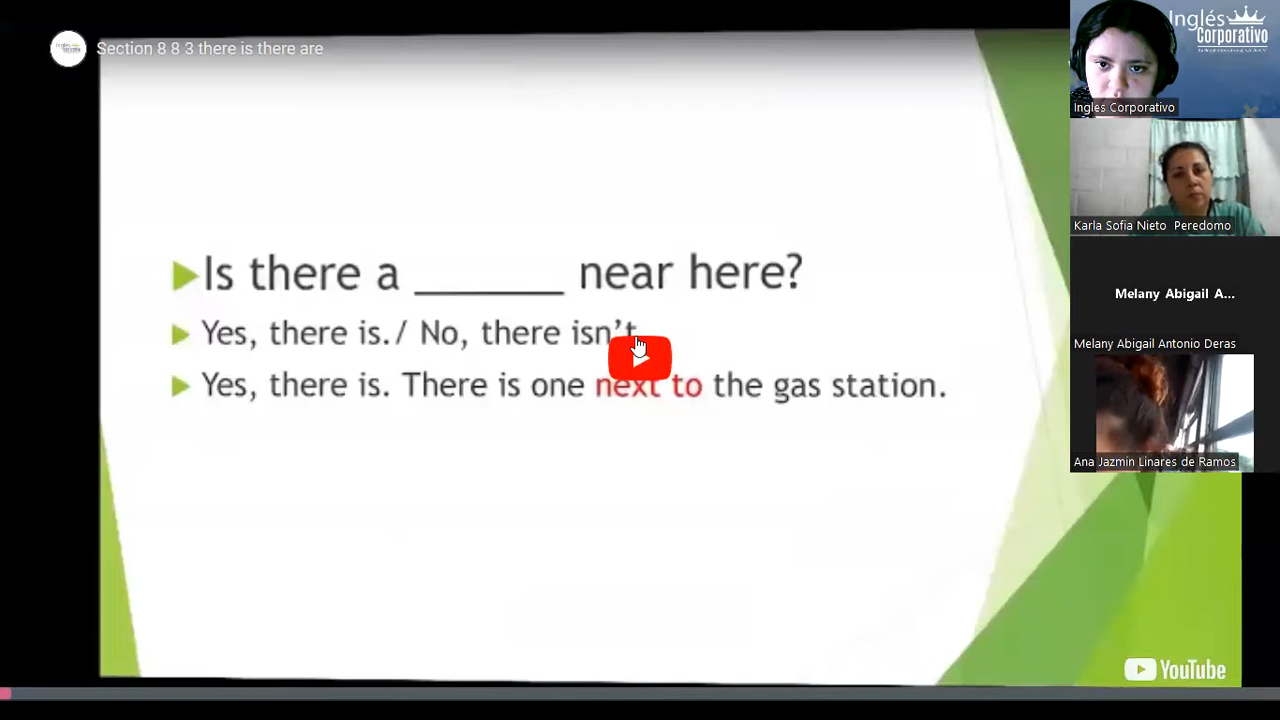 Section 8 8 3 there is there are
Is there a ______ near here?
Yes, there is./ No, there isn't
Yes, there is. There is one next to the gas station.
Inglés
Corporativo
Ingles Corporativo
Karla Sofia Nieto Peredomo
Melany Abigail A...
Melany Abigail Antonio Deras
Ana Jazmin Linares de Ramos
YouTube